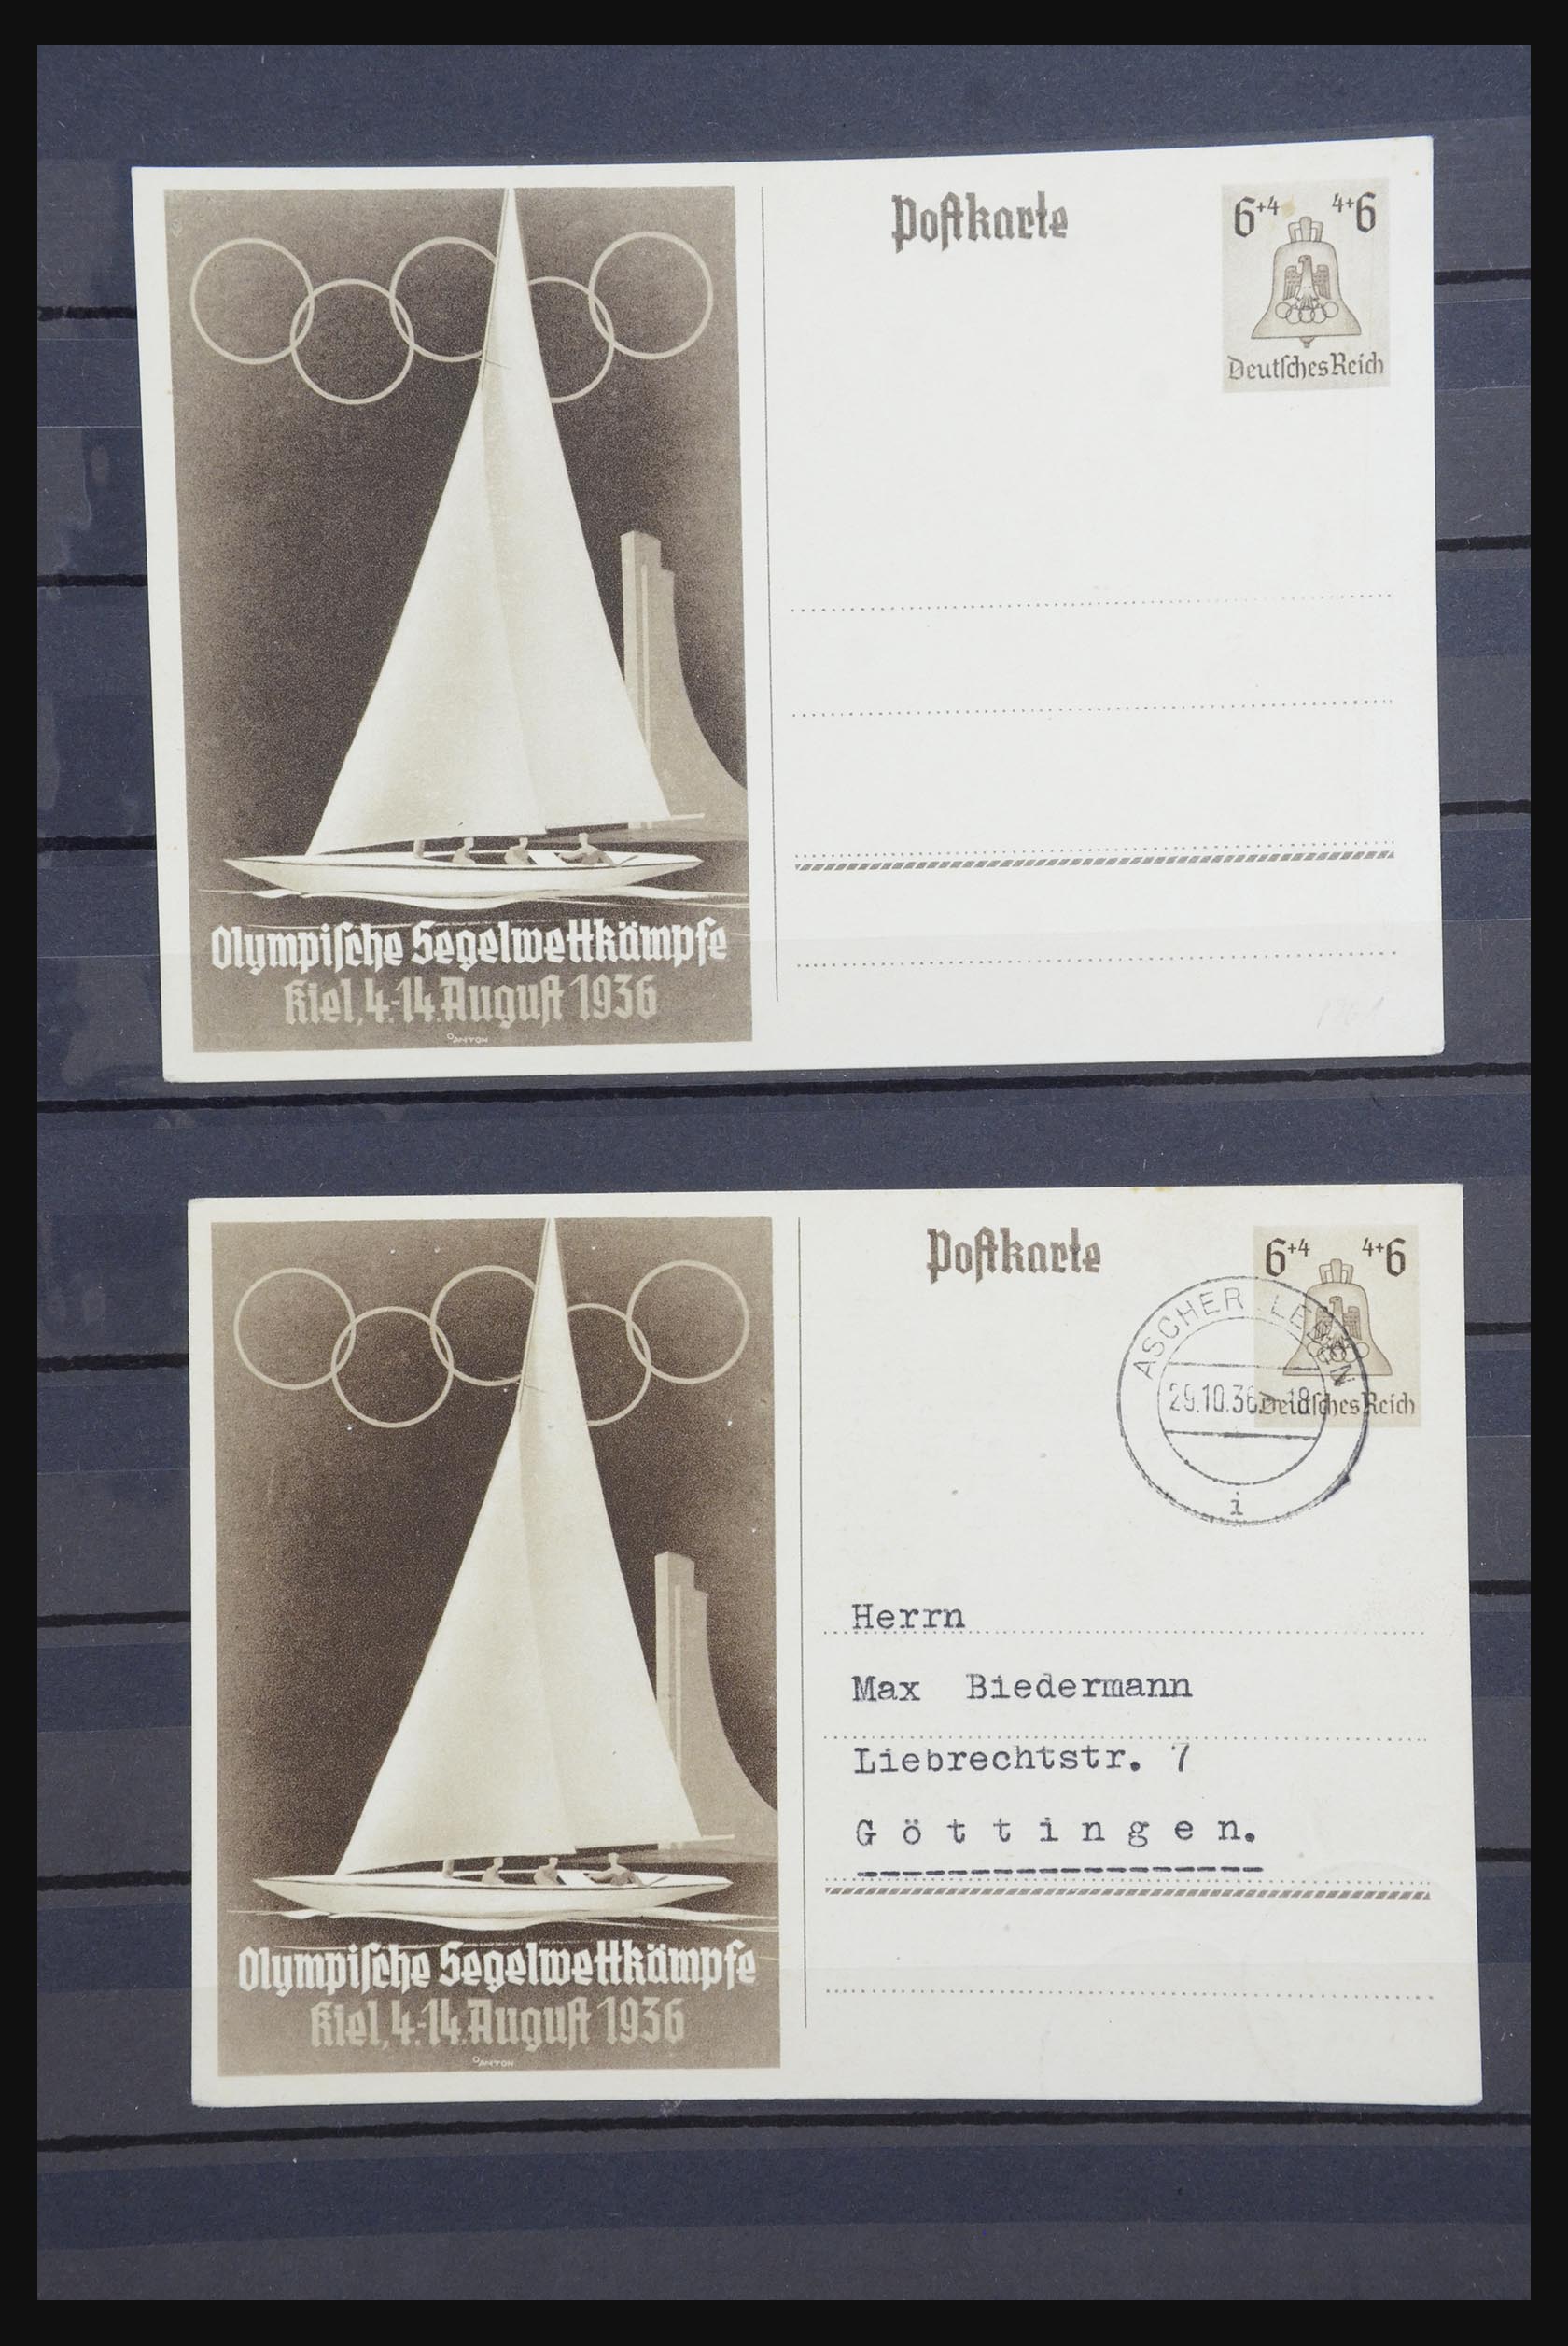 Postkarte
6+4 4+6
Deutsches Reich
Olympische Segelwettkämpfe
Kiel, 4.-14. August 1936
ANTON
Postkarte
6+4 4+6
Deutsches Reich
ASCHERSLEBEN
29.10.36.-18
i
Herrn
Max Biedermann
Liebrechtstr. 7
Göttingen.
Olympische Segelwettkämpfe
Kiel, 4.-14. August 1936
ANTON